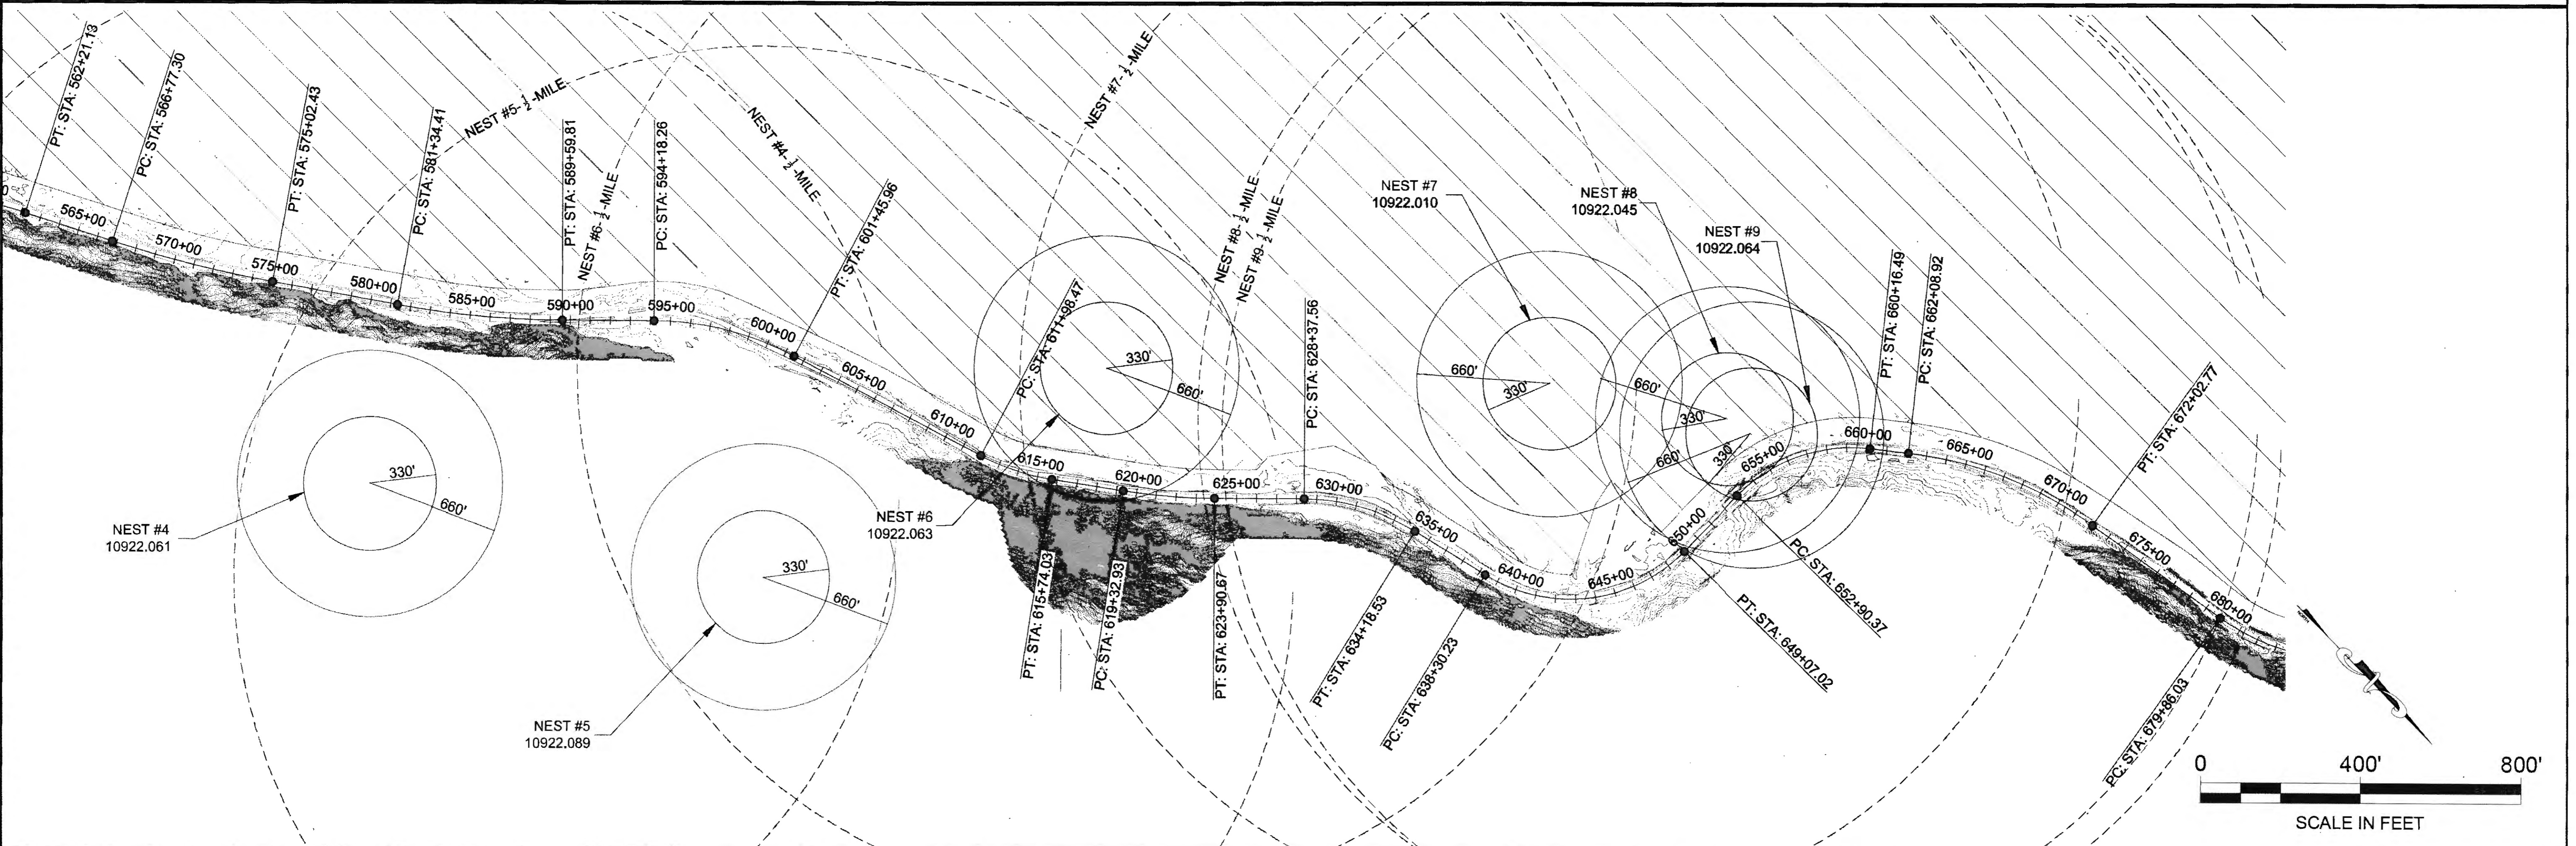 PT: STA: 562+21.13
PC: STA: 566+77.30
PT: STA: 575+02.43
PC: STA: 581+34.41
NEST #5-½-MILE
PT: STA: 589+59.81
NEST #6-½-MILE
PC: STA: 594+18.26
NEST #4-½-MILE
PT: STA: 601+45.96
NEST #7-½-MILE
PC: STA: 611+98.47
NEST #8-½-MILE
NEST #9-½-MILE
PC: STA: 628+37.56
NEST #7
10922.010
NEST #8
10922.045
NEST #9
10922.064
PT: STA: 660+16.49
PC: STA: 662+08.92
PT: STA: 672+02.77
0
565+00
570+00
575+00
580+00
585+00
590+00
595+00
600+00
605+00
610+00
615+00
620+00
625+00
630+00
635+00
640+00
645+00
650+00
655+00
660+00
665+00
670+00
675+00
680+00
330'
660'
330'
660'
330'
660'
660'
330'
660'
330'
660'
330'
NEST #4
10922.061
NEST #5
10922.089
NEST #6
10922.063
PT: STA: 615+74.03
PC: STA: 619+32.93
PT: STA: 623+90.67
PT: STA: 634+18.53
PC: STA: 638+30.23
PT: STA: 649+07.02
PC: STA: 652+90.37
PC: STA: 679+86.03
0 400' 800'
SCALE IN FEET